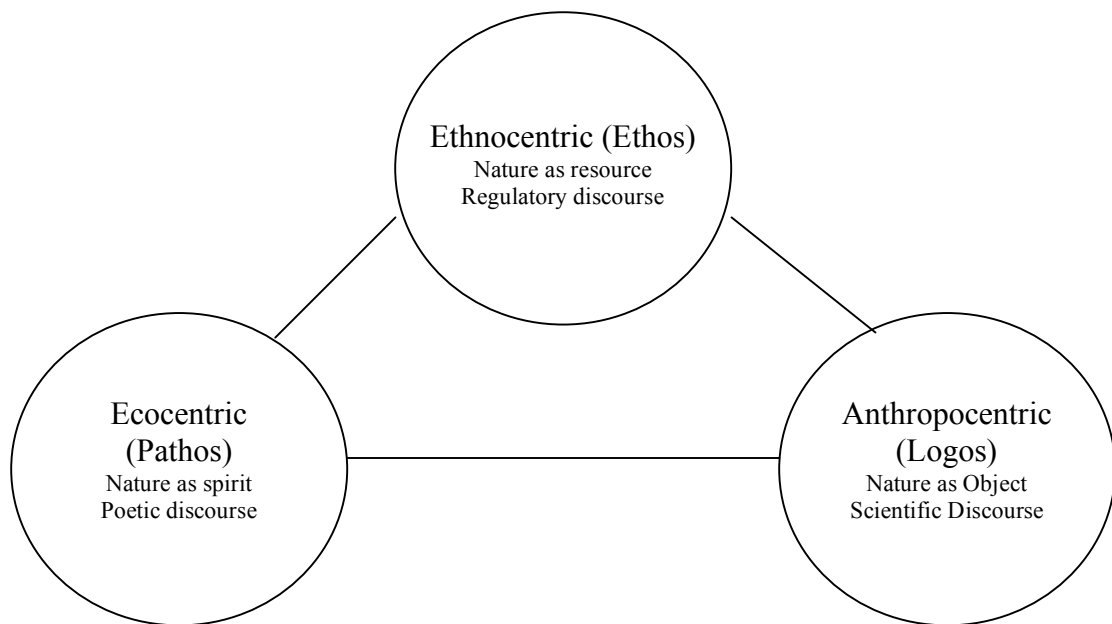 Ethnocentric (Ethos)
Nature as resource
Regulatory discourse
Ecocentric
(Pathos)
Nature as spirit
Poetic discourse
Anthropocentric
(Logos)
Nature as Object
Scientific Discourse